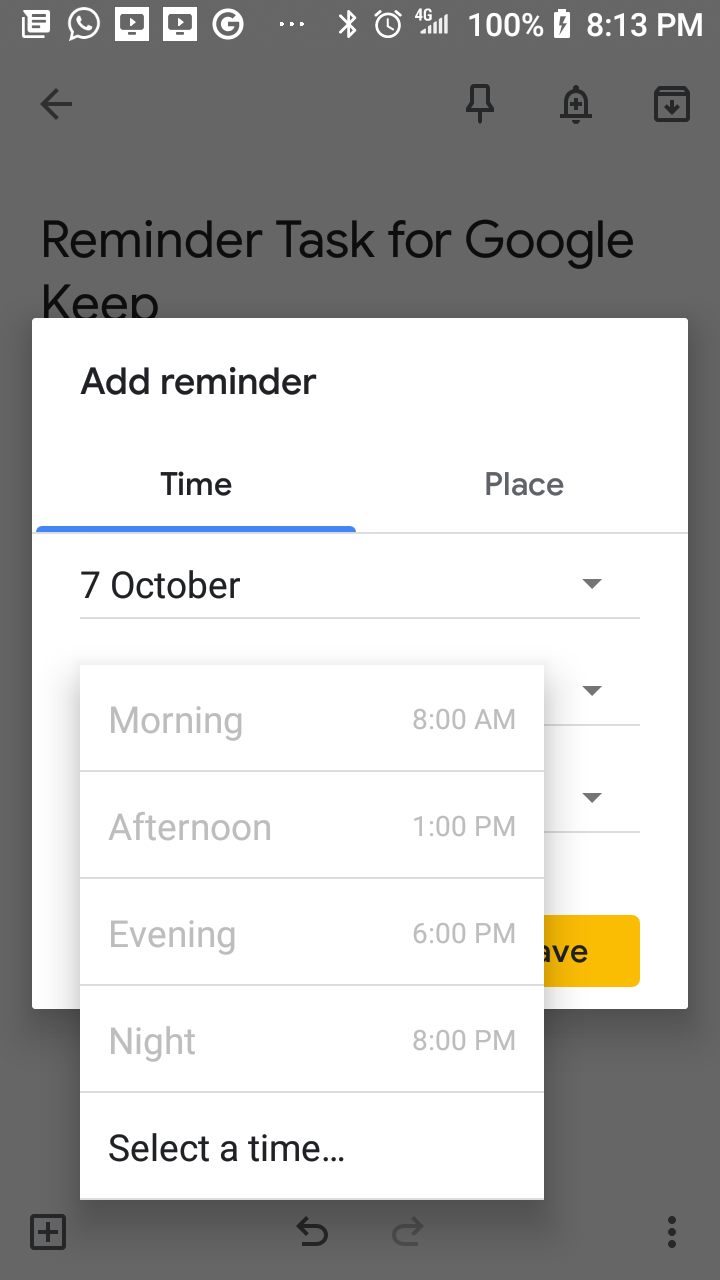 4G 100% 8:13 PM
Reminder Task for Google
Keep
Add reminder
Time Place
7 October
Morning 8:00 AM
Afternoon 1:00 PM
Evening 6:00 PM
ave
Night 8:00 PM
Select a time...